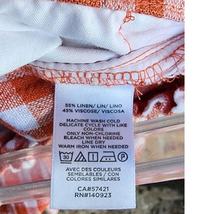 55% LINEN/ LIN/ LINO
45% VISCOSE/ VISCOSA
MACHINE WASH COLD
DELICATE CYCLE WITH LIKE
COLORS
ONLY NON-CHLORINE
BLEACH WHEN NEEDED
LINE DRY
WARM IRON WHEN NEEDED
30
AVEC DES COULEURS
SEMBLABLES / CON
COLORES SIMILARES
CA#57421
RN#140923